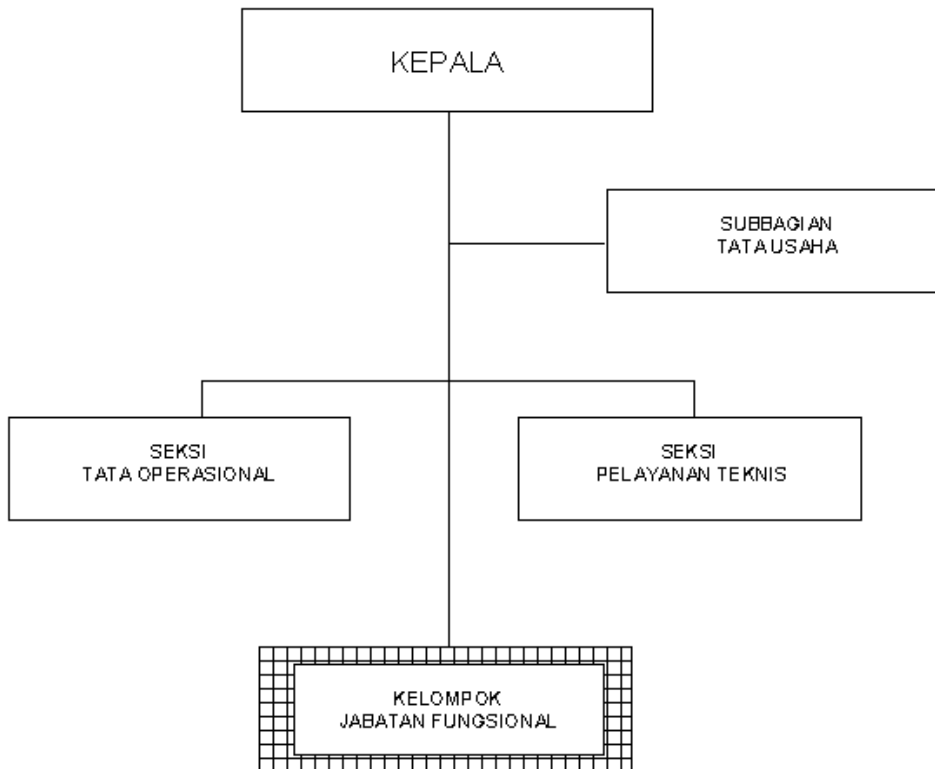 KEPALA
SUBBAGIAN
TATA USAHA
SEKSI
TATA OPERASIONAL
SEKSI
PELAYANAN TEKNIS
KELOMPOK
JABATAN FUNGSIONAL